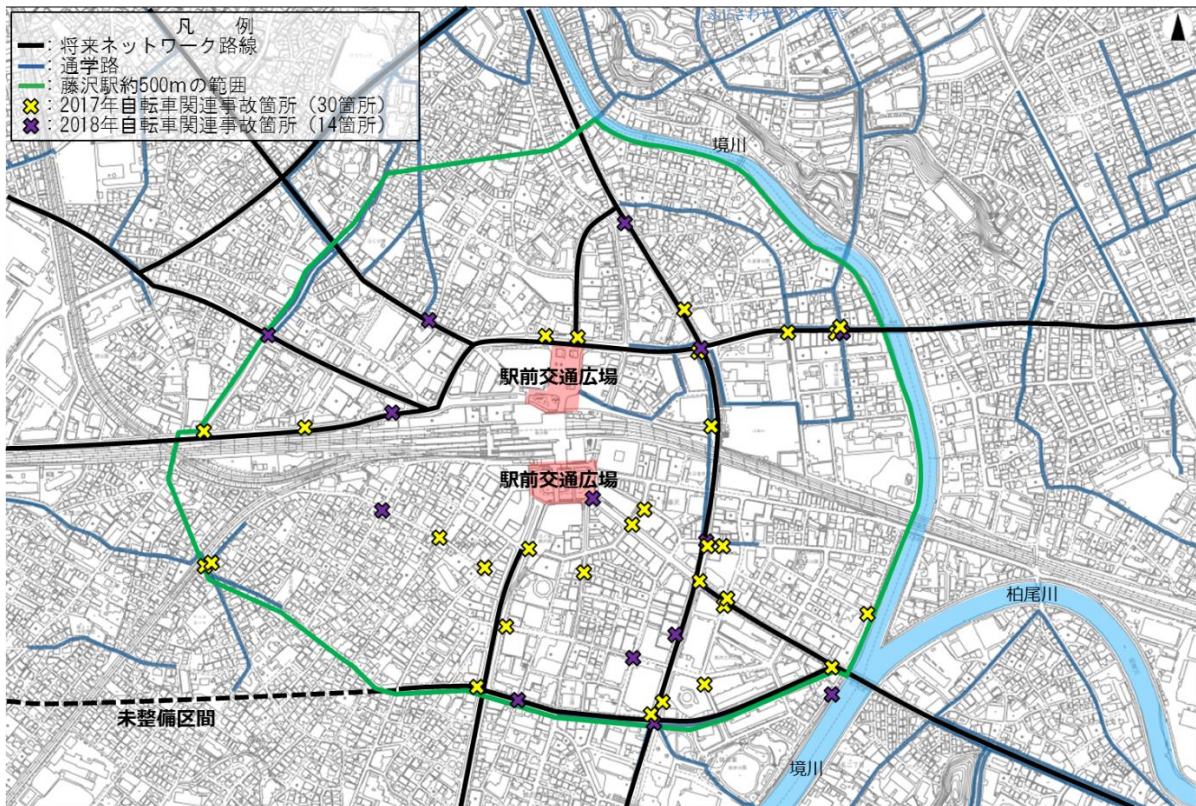 凡 例
: 将来ネットワーク路線
: 通学路
: 藤沢駅約500mの範囲
: 2017年自転車関連事故箇所（30箇所）
: 2018年自転車関連事故箇所（14箇所）
境川
駅前交通広場
駅前交通広場
柏尾川
未整備区間
境川